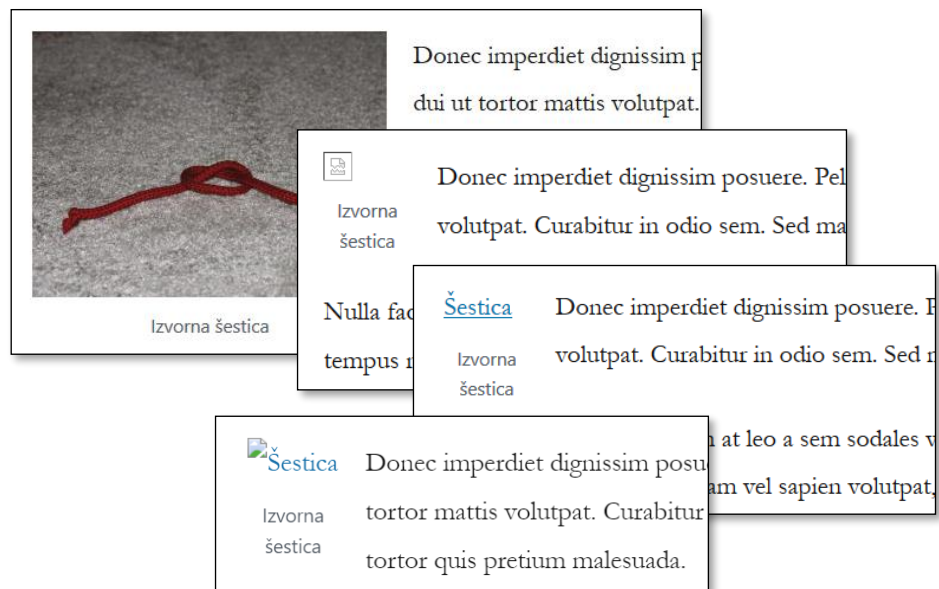 Donec imperdiet dignissim
dui ut tortor mattis volutpat.
Izvorna šestica
Donec imperdiet dignissim posuere. Pel
volutpat. Curabitur in odio sem. Sed ma
Izvorna
šestica
Nulla fac
tempus
Šestica
Donec imperdiet dignissim posuere. P
volutpat. Curabitur in odio sem. Sed
Izvorna
šestica
at leo a sem sodales v
am vel sapien volutpat,
Šestica
Donec imperdiet dignissim posu
tortor mattis volutpat. Curabitur
tortor quis pretium malesuada.
Izvorna
šestica